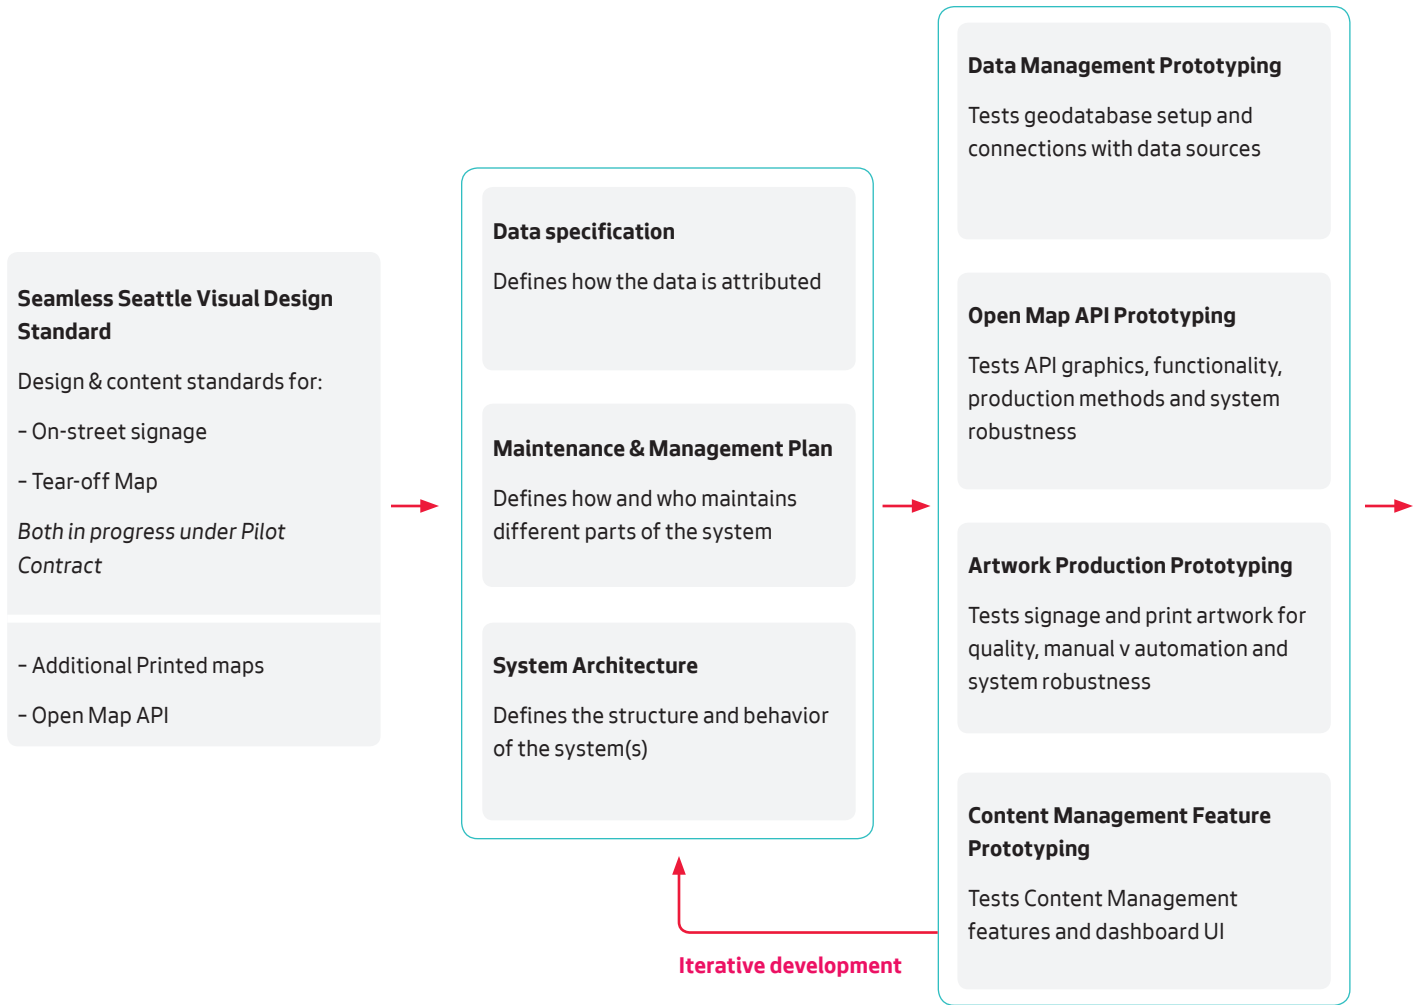 Seamless Seattle Visual Design
Standard
Design & content standards for:
– On-street signage
– Tear-off Map
Both in progress under Pilot
Contract
– Additional Printed maps
– Open Map API
Data specification
Defines how the data is attributed
Maintenance & Management Plan
Defines how and who maintains
different parts of the system
System Architecture
Defines the structure and behavior
of the system(s)
Data Management Prototyping
Tests geodatabase setup and
connections with data sources
Open Map API Prototyping
Tests API graphics, functionality,
production methods and system
robustness
Artwork Production Prototyping
Tests signage and print artwork for
quality, manual v automation and
system robustness
Content Management Feature
Prototyping
Tests Content Management
features and dashboard UI
Iterative development